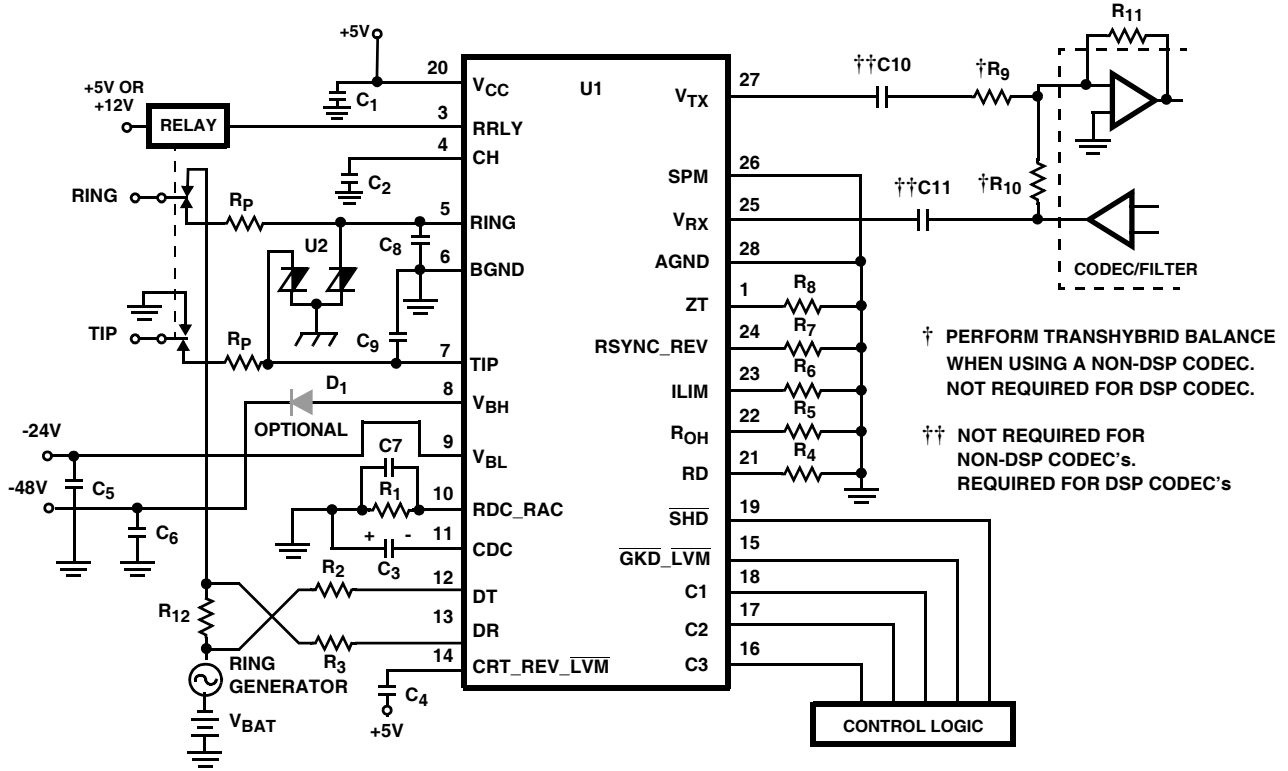 +5V
+5V OR
+12V
RELAY
C1
20
VCC
3
RRLY
4
CH
C2
RING
RP
5
RING
U2
C8
6
BGND
TIP
RP
C9
7
TIP
D1
OPTIONAL
8
VBH
-24V
9
VBL
C5
-48V
C6
C7
R1
10
RDC_RAC
+ -
C3
11
CDC
R2
12
DT
R12
R3
13
DR
RING
GENERATOR
VBAT
14
CRT_REV_LVM
C4
+5V
U1
VTX
27
††C10
†R9
R11
SPM
26
†R10
VRX
25
††C11
AGND
28
CODEC/FILTER
ZT
1
R8
RSYNC_REV
24
R7
ILIM
23
R6
ROH
22
R5
RD
21
R4
SHD
19
GKD_LVM
15
C1
18
C2
17
C3
16
CONTROL LOGIC
† PERFORM TRANSHYBRID BALANCE
WHEN USING A NON-DSP CODEC.
NOT REQUIRED FOR DSP CODEC.
†† NOT REQUIRED FOR
NON-DSP CODEC's.
REQUIRED FOR DSP CODEC's